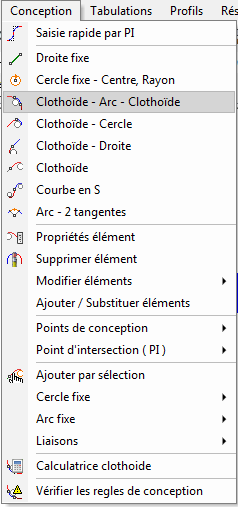 Conception Tabulations Profils Rés
Saisie rapide par PI
Droite fixe
Cercle fixe - Centre, Rayon
Clothoïde - Arc - Clothoïde
Clothoïde - Cercle
Clothoïde - Droite
Clothoïde
Courbe en S
Arc - 2 tangentes
Propriétés élément
Supprimer élément
Modifier éléments
Ajouter / Substituer éléments
Points de conception
Point d'intersection ( PI )
Ajouter par sélection
Cercle fixe
Arc fixe
Liaisons
Calculatrice clothoide
Vérifier les regles de conception